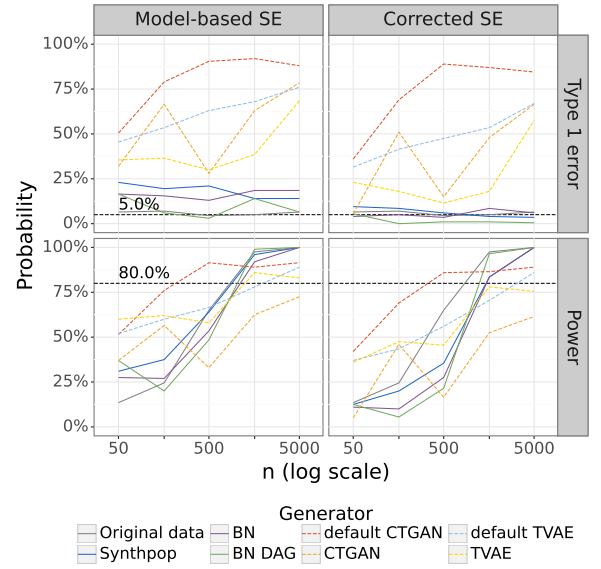 Model-based SE Corrected SE
100%
75%
50%
25%
5.0%
0%
Type 1 error
Probability
100%
80.0%
75%
50%
25%
0%
Power
50 500 5000 50 500 5000
n (log scale)
Generator
Original data BN default CTGAN default TVAE
Synthpop BN DAG CTGAN TVAE